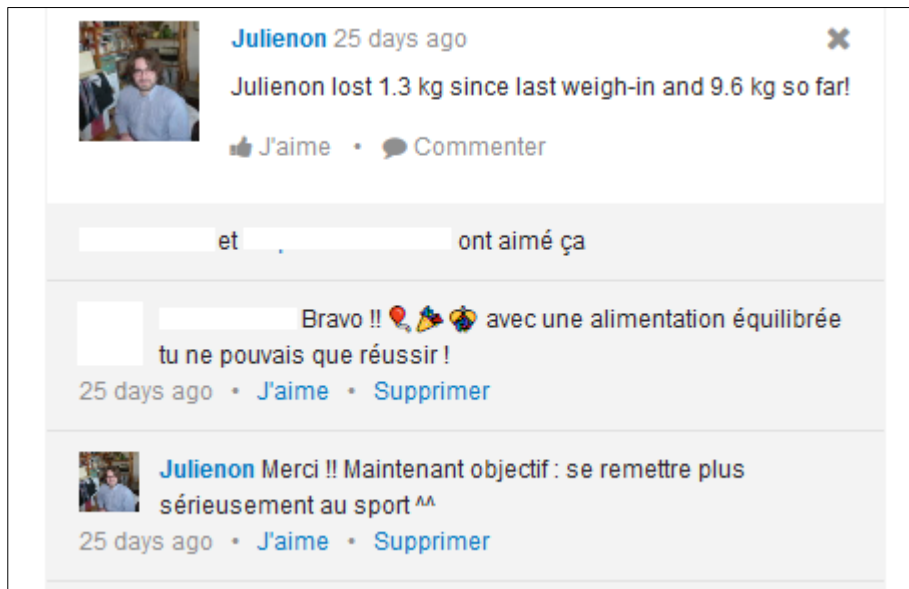 Julienon 25 days ago
Julienon lost 1.3 kg since last weigh-in and 9.6 kg so far!
J'aime • Commenter
et ont aimé ça
Bravo !! avec une alimentation équilibrée
tu ne pouvais que réussir !
25 days ago • J'aime • Supprimer
Julienon Merci !! Maintenant objectif : se remettre plus
sérieusement au sport ^^
25 days ago • J'aime • Supprimer